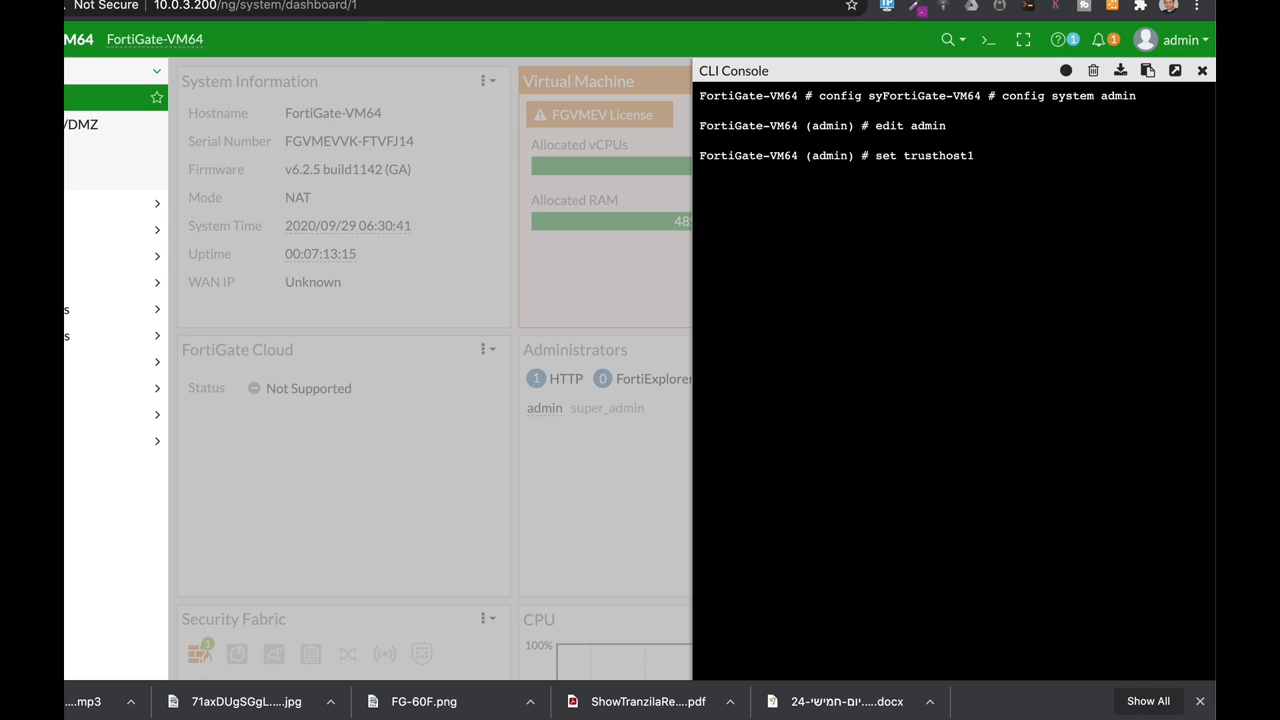 Not Secure 10.0.3.200/ng/system/dashboard/1
M64 FortiGate-VM64
1 1 admin
/DMZ
s
s
System Information
Hostname FortiGate-VM64
Serial Number FGVMEVVK-FTVFJ14
Firmware v6.2.5 build1142 (GA)
Mode NAT
System Time 2020/09/29 06:30:41
Uptime 00:07:13:15
WAN IP Unknown
Virtual Machine
FGVMEV License
Allocated vCPUs
Allocated RAM
48
FortiGate Cloud
Status Not Supported
Administrators
1 HTTP 0 FortiExplorer
admin super_admin
Security Fabric
1
CPU
100%
CLI Console
FortiGate-VM64 # config syFortiGate-VM64 # config system admin
FortiGate-VM64 (admin) # edit admin
FortiGate-VM64 (admin) # set trusthost1
....mp3 71axDUgSGgL....jpg FG-60F.png ShowTranzilaRe....pdf יום-חמישי-24.....docx Show All